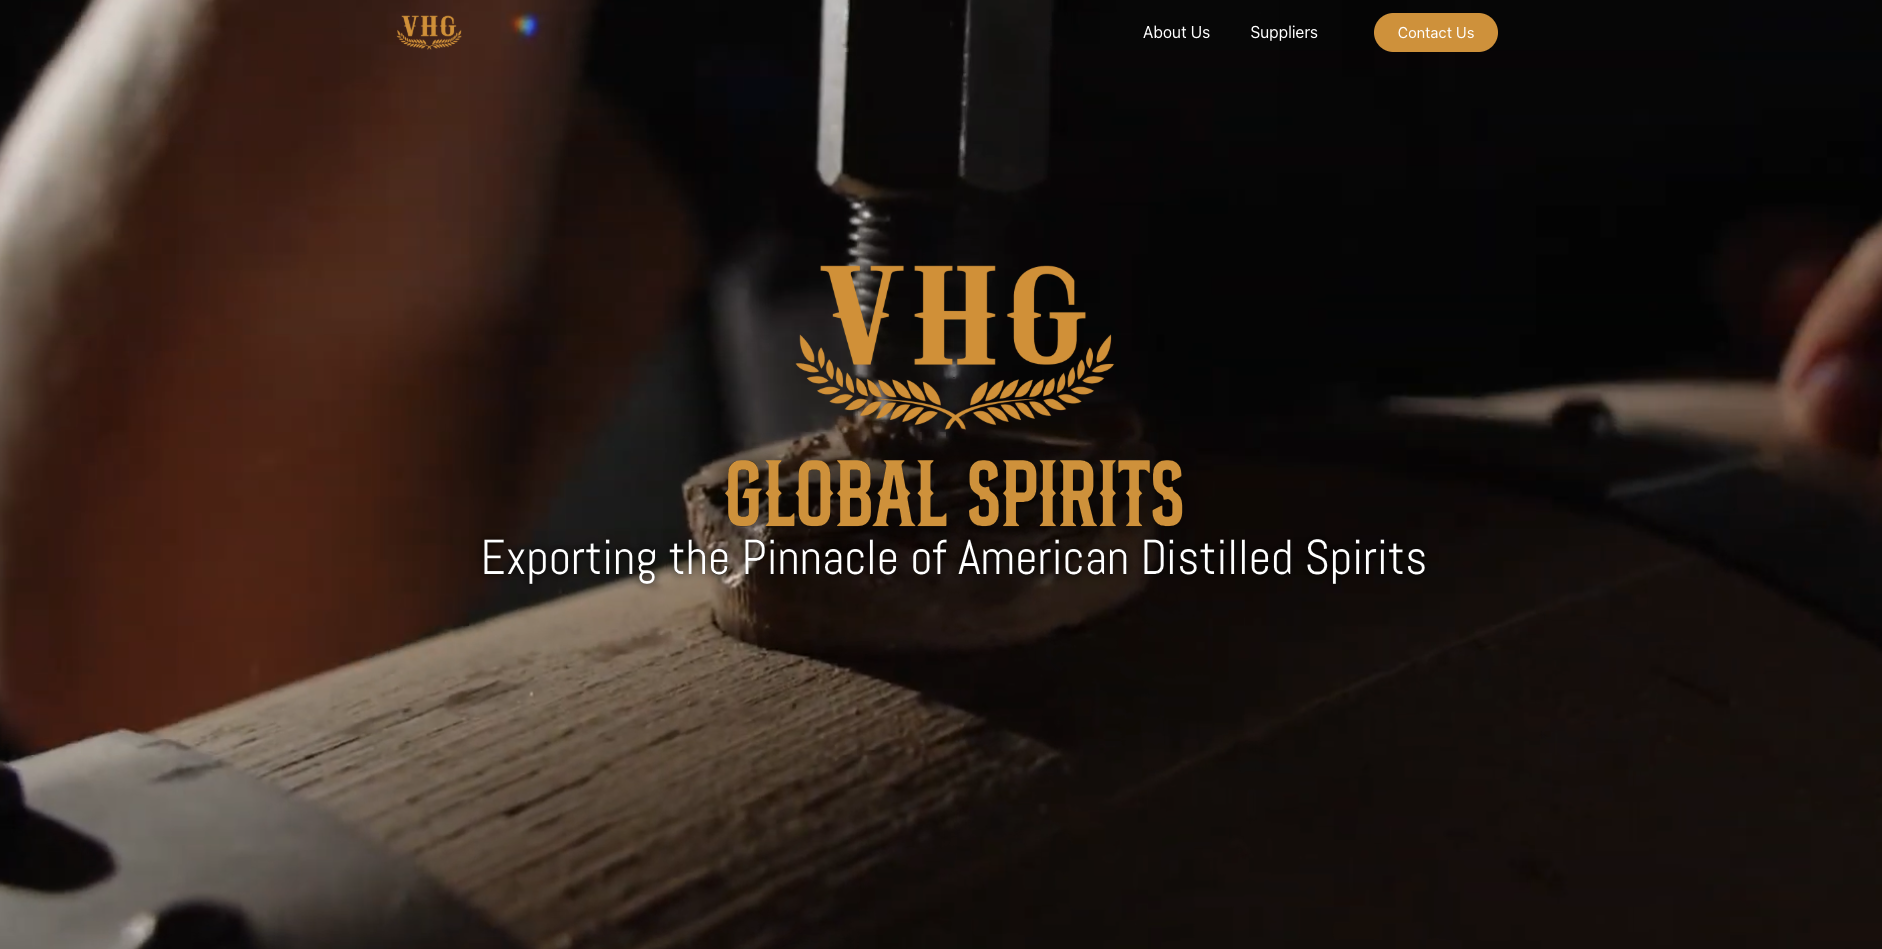 VHG
About Us
Suppliers
Contact Us
VHG
GLOBAL SPIRITS
Exporting the Pinnacle of American Distilled Spirits